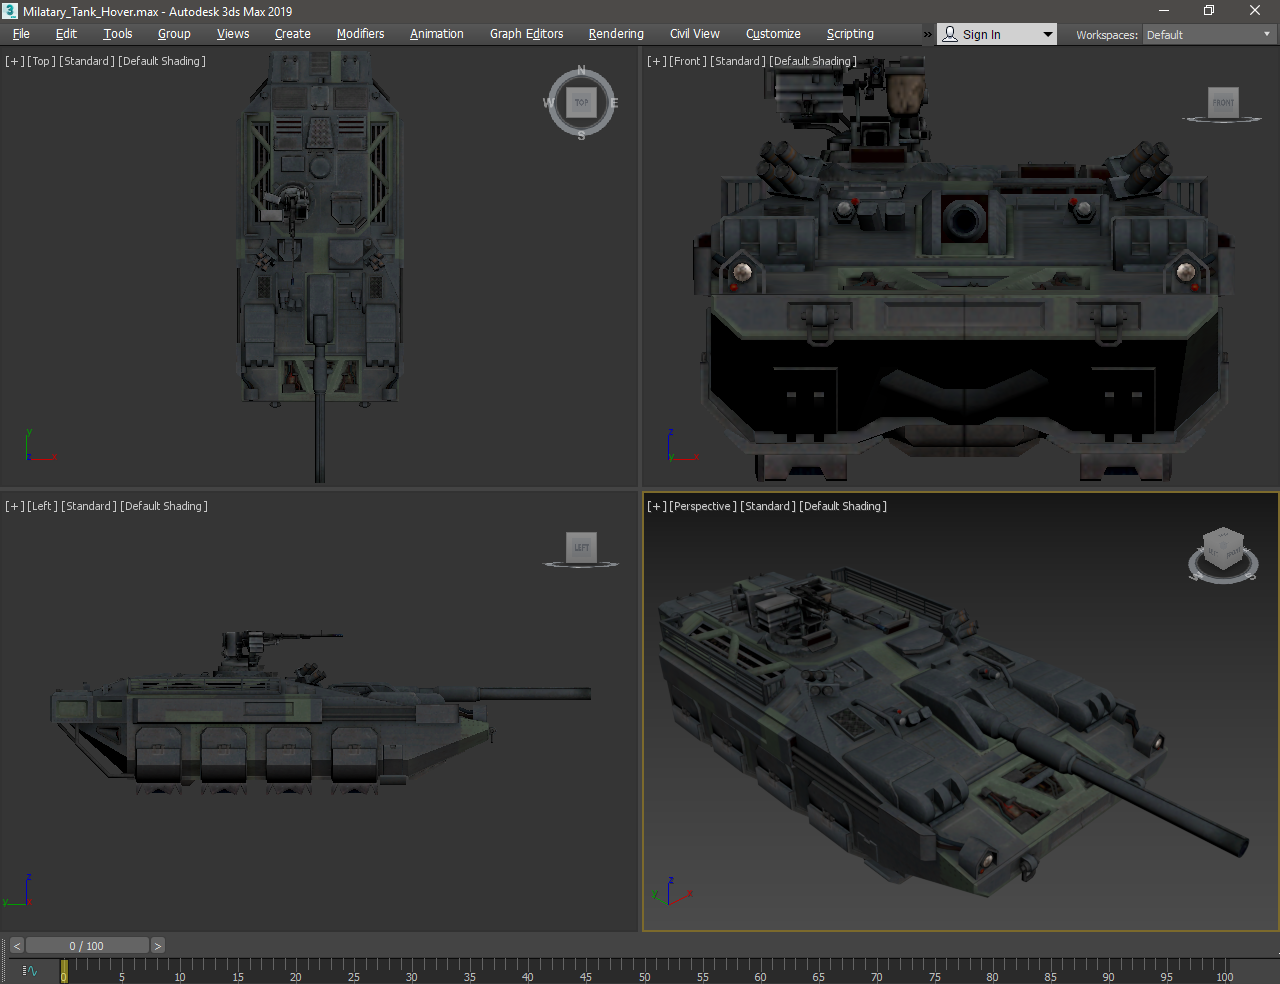 Milatary_Tank_Hover.max - Autodesk 3ds Max 2019
File Edit Tools Group Views Create Modifiers Animation Graph Editors Rendering Civil View Customize Scripting » Sign In Workspaces: Default
[+] [Top] [Standard] [Default Shading]
[+] [Front] [Standard] [Default Shading]
N
W TOP E
S
FRONT
y
z x
z
y x
[+] [Left] [Standard] [Default Shading]
[+] [Perspective] [Standard] [Default Shading]
LEFT
W S
z
y
z
y x
< 0 / 100 >
0 5 10 15 20 25 30 35 40 45 50 55 60 65 70 75 80 85 90 95 100